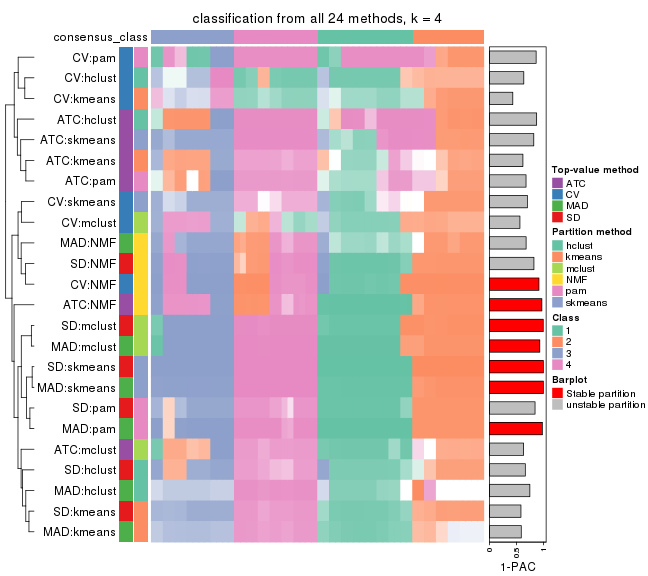 classification from all 24 methods, k = 4
consensus_class
CV:pam
CV:hclust
CV:kmeans
ATC:hclust
ATC:skmeans
ATC:kmeans
ATC:pam
CV:skmeans
CV:mclust
MAD:NMF
SD:NMF
CV:NMF
ATC:NMF
SD:mclust
MAD:mclust
SD:skmeans
MAD:skmeans
SD:pam
MAD:pam
ATC:mclust
SD:hclust
MAD:hclust
SD:kmeans
MAD:kmeans
0
0.5
1
1-PAC
Top-value method
ATC
CV
MAD
SD
Partition method
hclust
kmeans
mclust
NMF
pam
skmeans
Class
1
2
3
4
Barplot
Stable partition
unstable partition